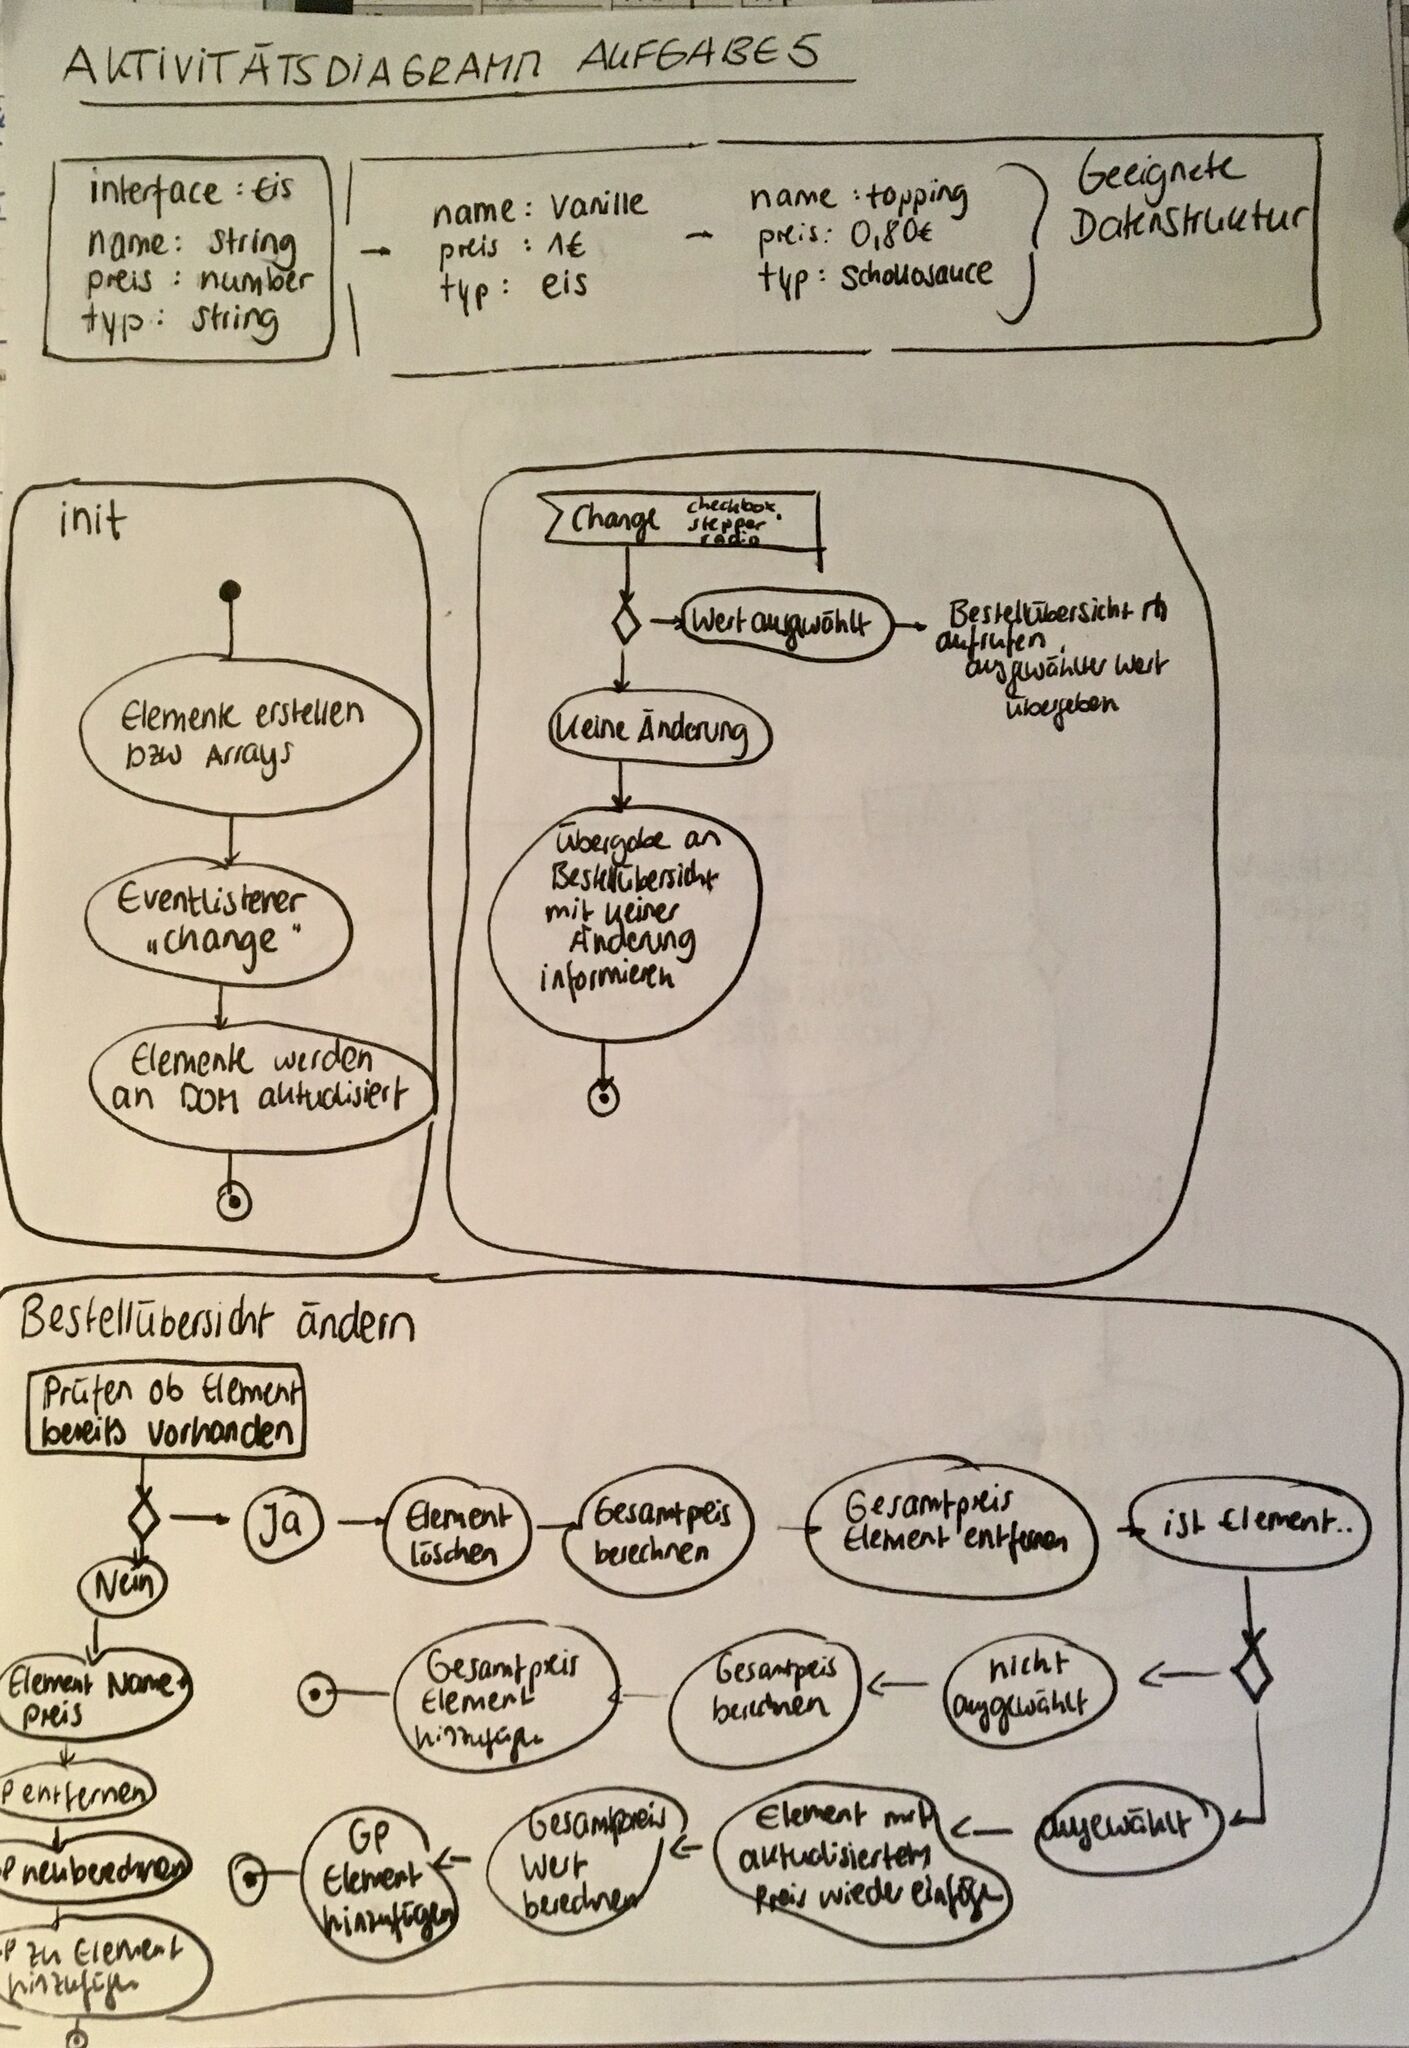 AKTIVITÄTSDIAGRAMM AUFGABE 5
interface : Eis
name: string
preis : number
typ: string
name: Vanille
preis : 1€
typ: eis
name : topping
preis: 0,80€
typ: Schokosauce
Geeignete
Datenstruktur
init
Elemente erstellen
bzw Arrays
Eventlistener
„change"
Elemente werden
an DOM aktualisiert
Change
checkbox,
stepper
radio
Wert ausgewählt
Bestellübersicht
aufrufen,
ausgewählter Wert
übergeben
Keine Änderung
Übergabe an
Bestellübersicht
mit keiner
Änderung
informieren
Bestellübersicht ändern
Prüfen ob Element
bereits vorhanden
Ja
Element
löschen
Gesamtpreis
berechnen
Gesamtpreis
Element entfernen
ist Element..
Nein
nicht
ausgewählt
Gesamtpreis
berechnen
Gesamtpreis
Element
hinzufügen
Element Name+
preis
P entfernen
P neuberechnen
P zu Element
hinzufügen
ausgewählt
Element mit
aktualisiertem
Preis wieder einfügen
Gesamtpreis
Wert
berechnen
GP
Element
hinzufügen